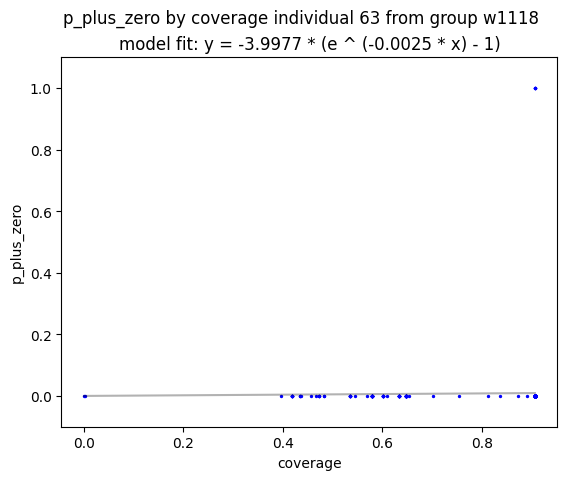 p_plus_zero by coverage individual 63 from group w1118
model fit: y = -3.9977 * (e ^ (-0.0025 * x) - 1)
1.0
0.8
0.6
0.4
0.2
0.0
p_plus_zero
0.0 0.2 0.4 0.6 0.8
coverage